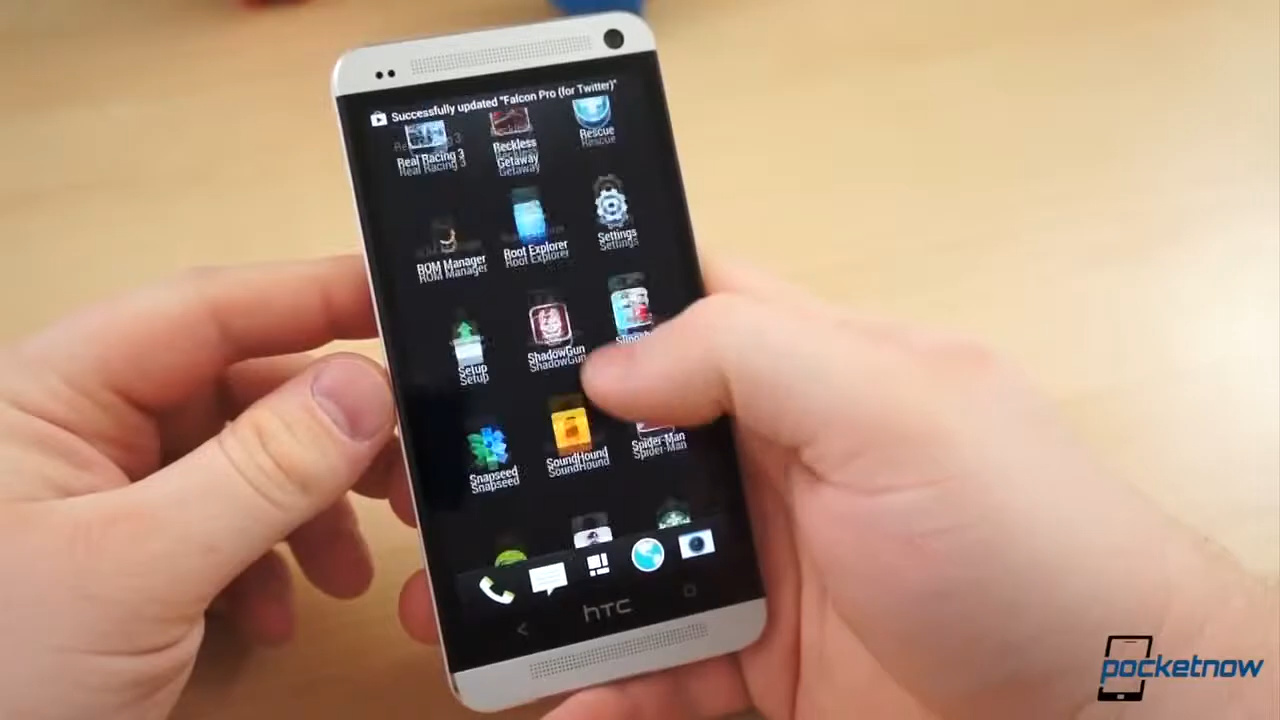 Successfully updated "Falcon Pro (for Twitter)"
Real Racing 3
Reckless
Getaway
Rescue
ROM Manager
Root Explorer
Settings
Setup
ShadowGun
Snapseed
SoundHound
Spider-Man
hTC
pocketnow